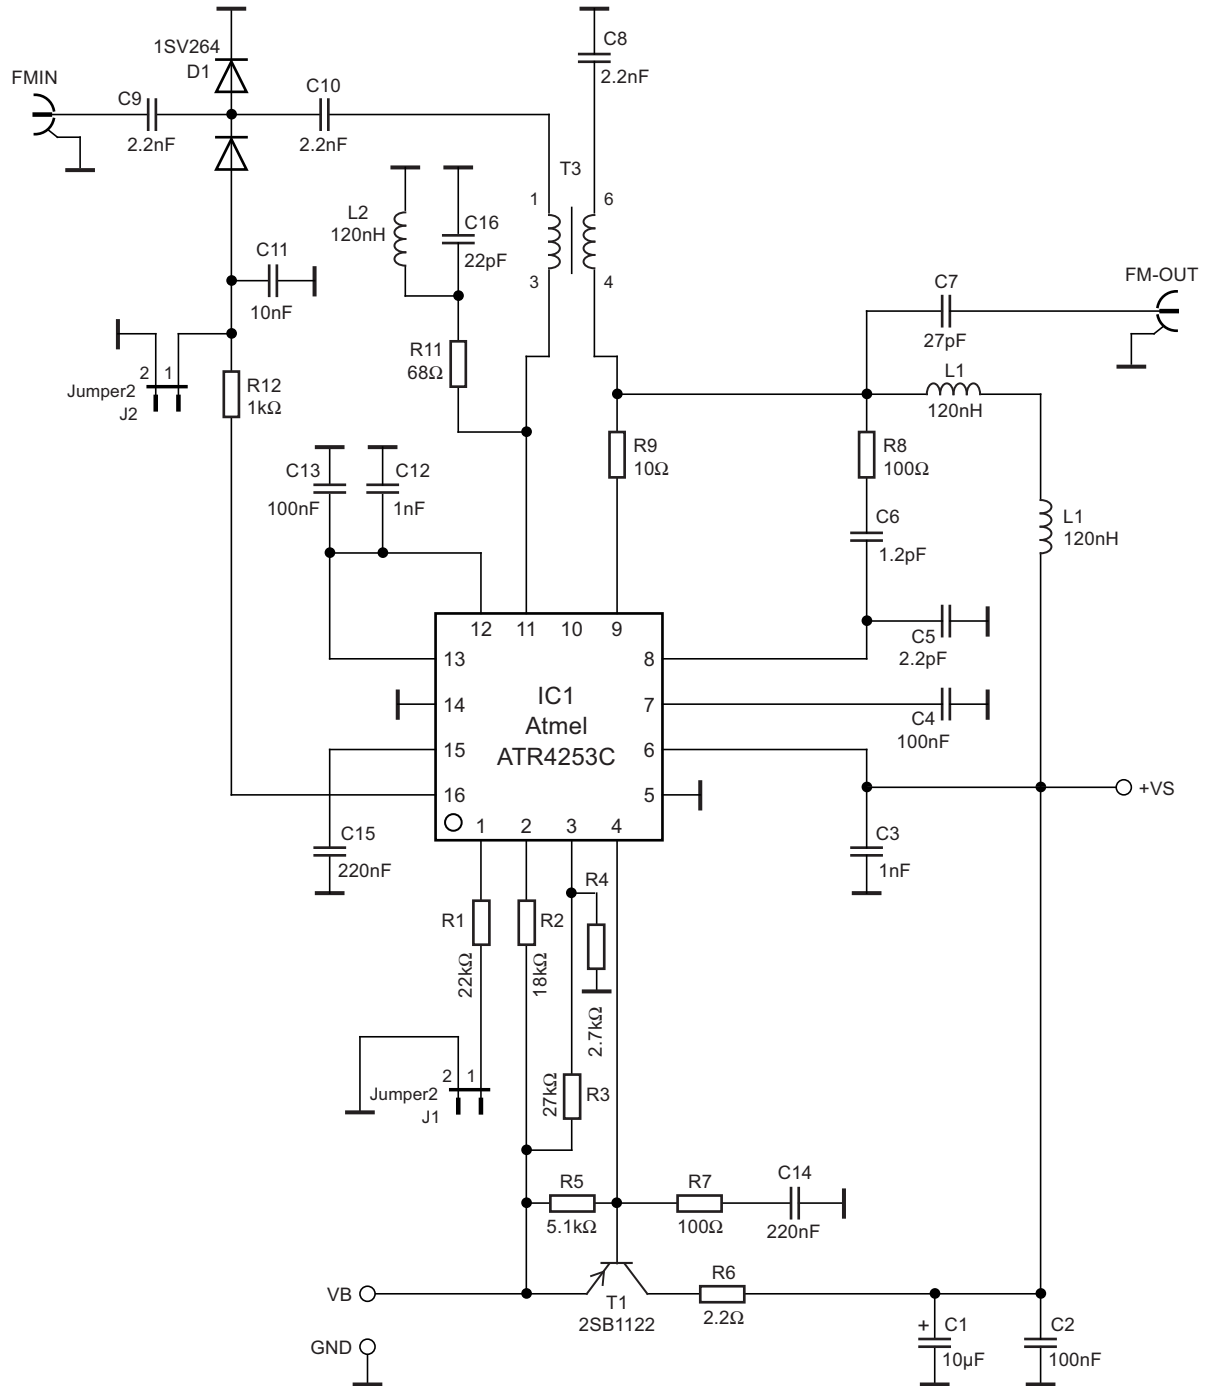 1SV264
D1
FMIN
C9
2.2nF
C10
2.2nF
C8
2.2nF
T3
1
6
3
4
L2
120nH
C16
22pF
C11
10nF
R11
68Ω
2 1
Jumper2
J2
R12
1kΩ
C7
27pF
FM-OUT
L1
120nH
R9
10Ω
R8
100Ω
C13
100nF
C12
1nF
C6
1.2pF
L1
120nH
12 11 10 9
13
8
C5
2.2pF
14
IC1
Atmel
ATR4253C
7
C4
100nF
15
6
16
5
+VS
1 2 3 4
C15
220nF
C3
1nF
R1
22kΩ
R2
18kΩ
R4
2.7kΩ
2 1
Jumper2
J1
27kΩ
R3
R5
5.1kΩ
R7
100Ω
C14
220nF
VB
T1
2SB1122
R6
2.2Ω
GND
+
C1
10µF
C2
100nF